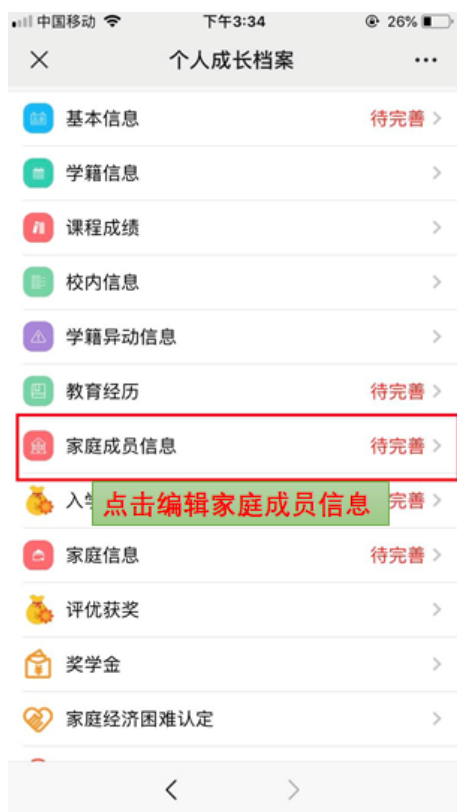 中国移动 下午3:34 26%
个人成长档案
基本信息 待完善
学籍信息
课程成绩
校内信息
学籍异动信息
教育经历 待完善
家庭成员信息 待完善
入 完善
点击编辑家庭成员信息
家庭信息 待完善
评优获奖
奖学金
家庭经济困难认定